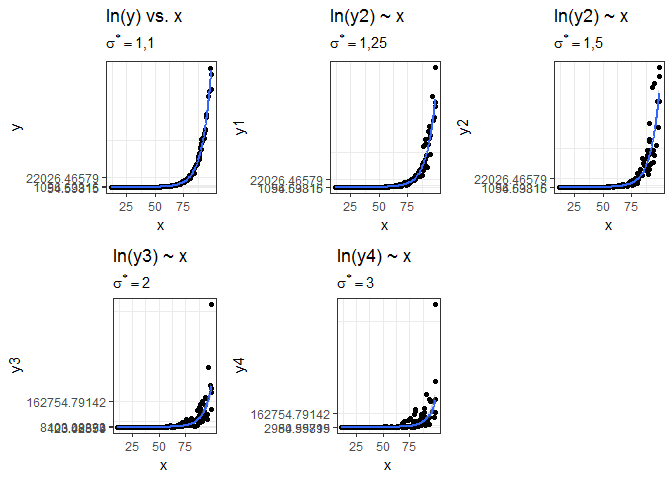 ln(y) vs. x
σ* = 1,1
y
22026.46579
25 50 75
x
ln(y2) ~ x
σ* = 1,25
y1
22026.46579
25 50 75
x
ln(y2) ~ x
σ* = 1,5
y2
22026.46579
25 50 75
x
ln(y3) ~ x
σ* = 2
y3
162754.79142
25 50 75
x
ln(y4) ~ x
σ* = 3
y4
162754.79142
25 50 75
x